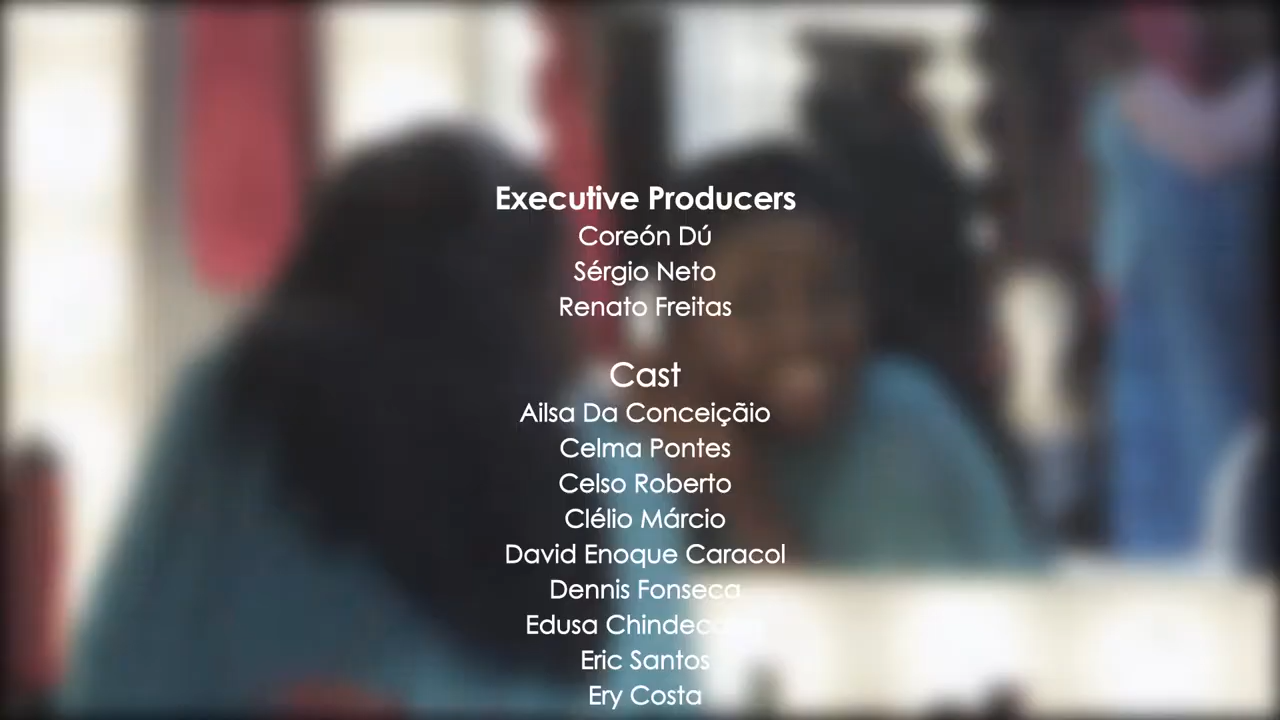 Executive Producers
Coreón Dú
Sérgio Neto
Renato Freitas
Cast
Ailsa Da Conceiçãio
Celma Pontes
Celso Roberto
Clélio Márcio
David Enoque Caracol
Dennis Fonseca
Edusa
Eric Santos
Ery Costa